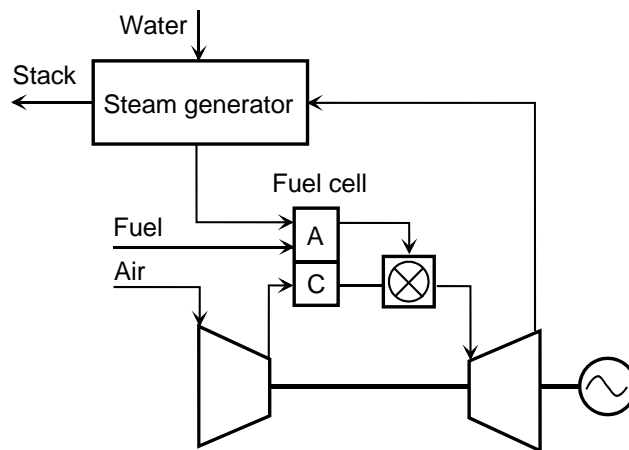 Water
Stack
Steam generator
Fuel cell
Fuel
A
Air
C